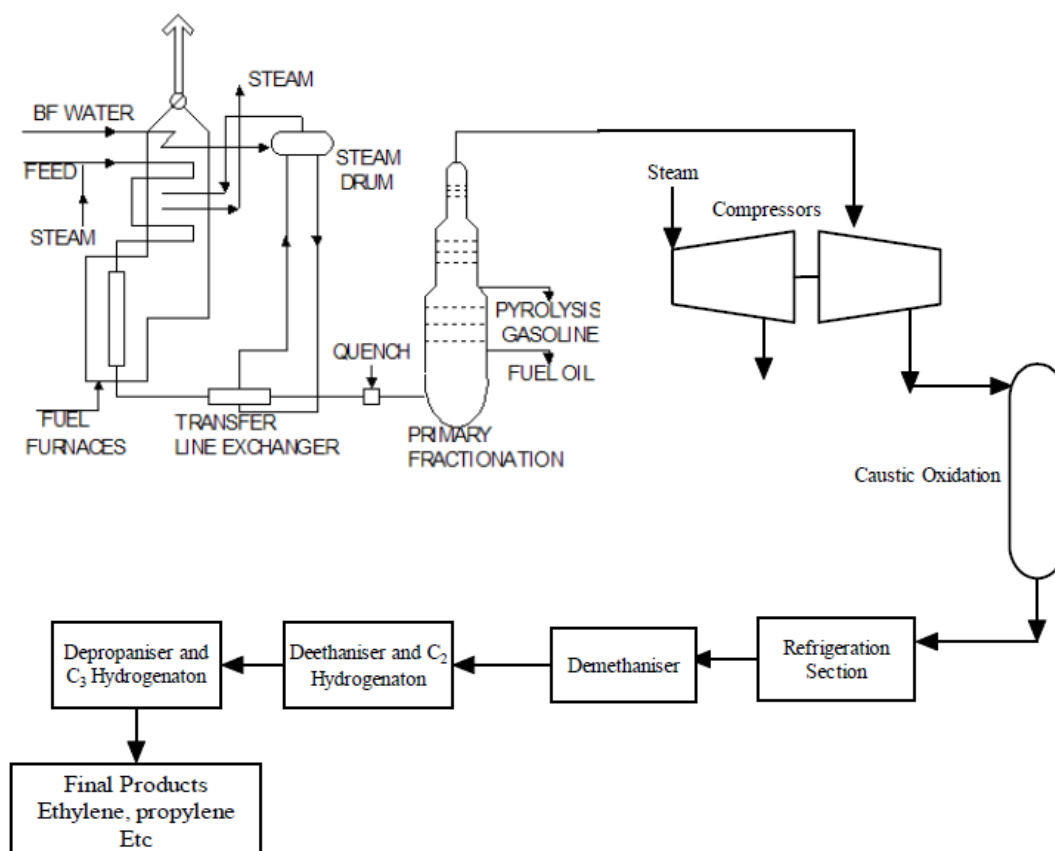 STEAM
BF WATER
FEED
STEAM
DRUM
STEAM
Steam
Compressors
PYROLYSIS
GASOLINE
QUENCH
FUEL OIL
FUEL
FURNACES
TRANSFER
LINE EXCHANGER
PRIMARY
FRACTIONATION
Caustic Oxidation
Depropaniser and
C₃ Hydrogenaton
Deethaniser and C₂
Hydrogenaton
Demethaniser
Refrigeration
Section
Final Products
Ethylene, propylene
Etc